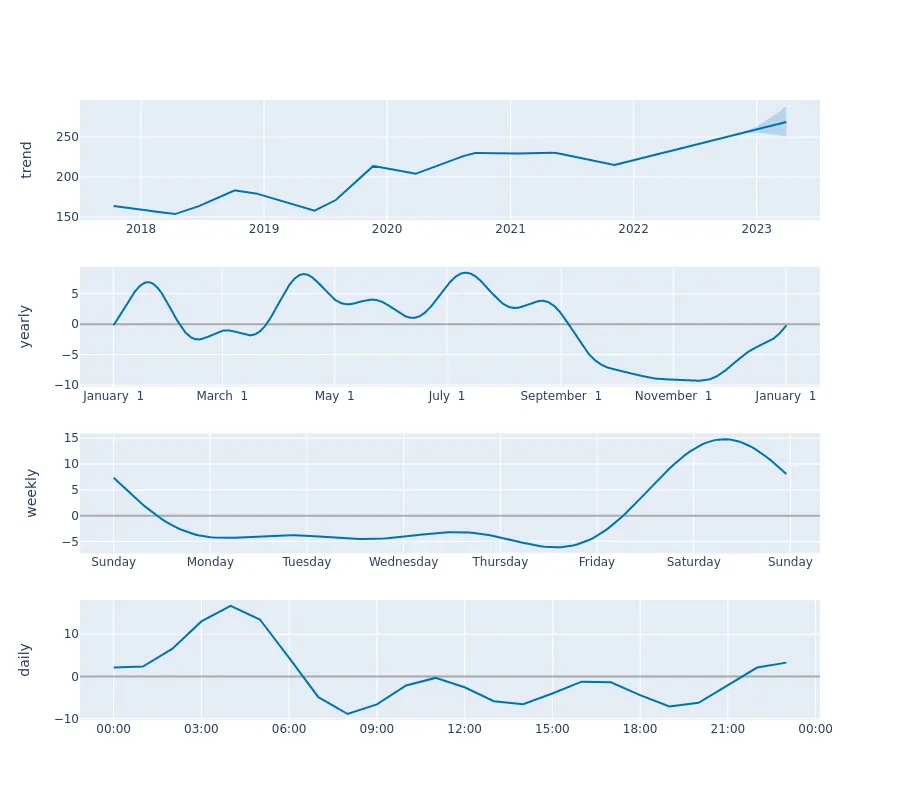 trend
250
200
150
2018 2019 2020 2021 2022 2023
yearly
5
0
−5
−10
January 1 March 1 May 1 July 1 September 1 November 1 January 1
weekly
15
10
5
0
−5
Sunday Monday Tuesday Wednesday Thursday Friday Saturday Sunday
daily
10
0
−10
00:00 03:00 06:00 09:00 12:00 15:00 18:00 21:00 00:00